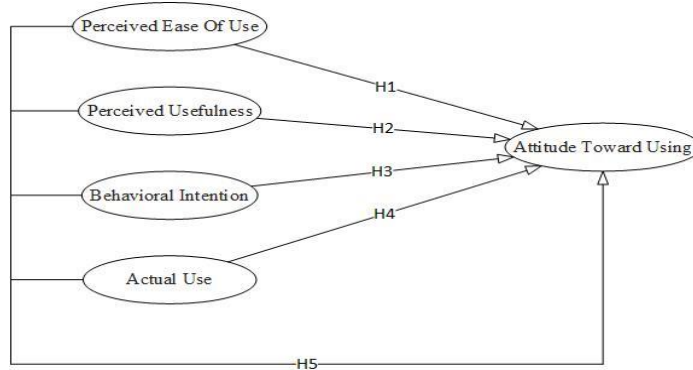 Perceived Ease Of Use
H1
Perceived Usefulness
H2
Attitude Toward Using
H3
Behavioral Intention
H4
Actual Use
H5